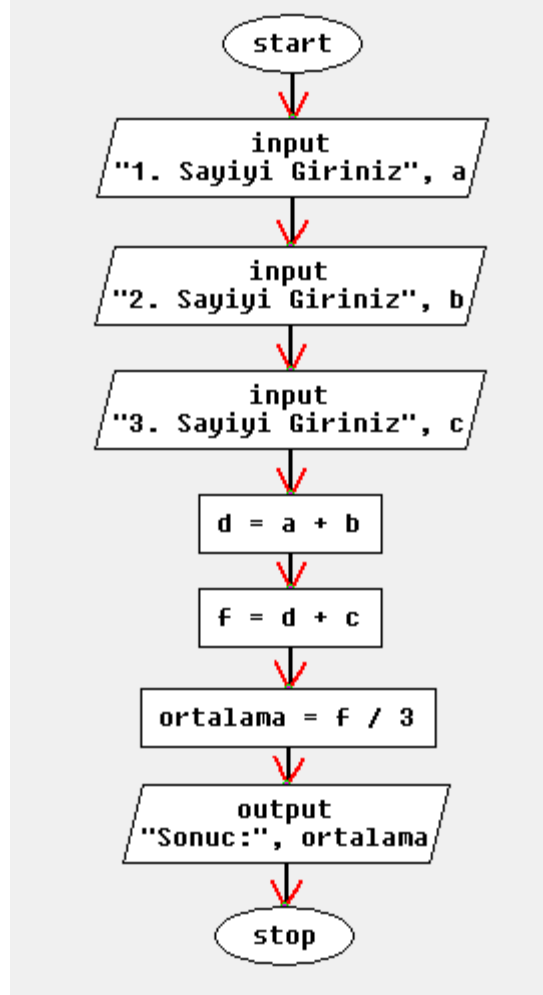 start
input
"1. Sayiyi Giriniz", a
input
"2. Sayiyi Giriniz", b
input
"3. Sayiyi Giriniz", c
d = a + b
f = d + c
ortalama = f / 3
output
"Sonuc:", ortalama
stop